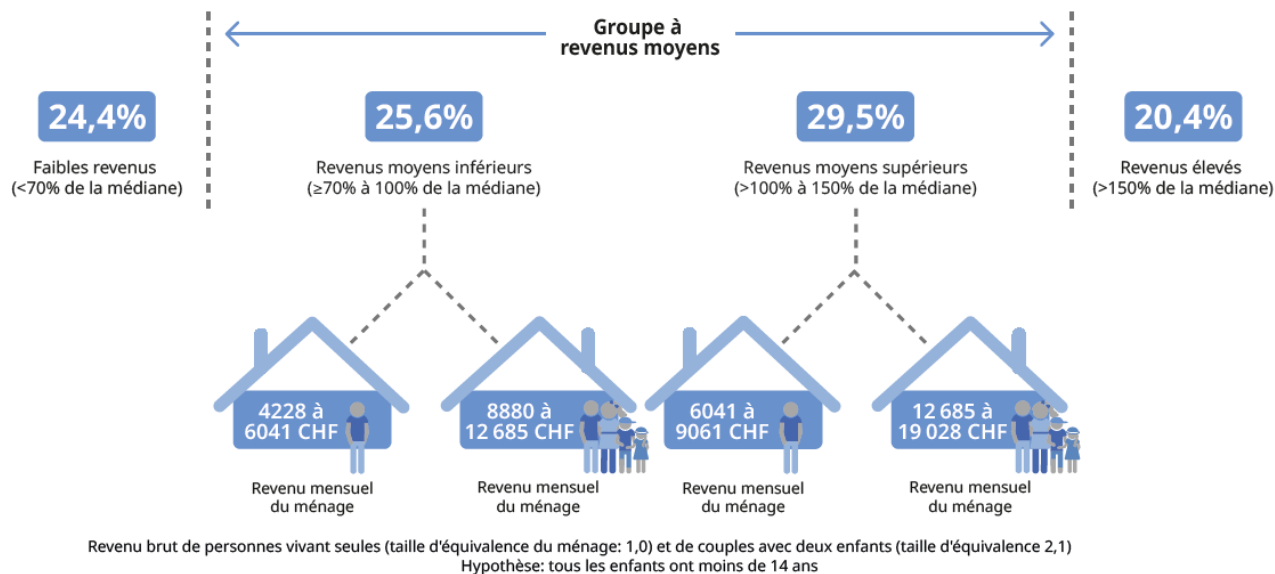 Groupe à
revenus moyens
24,4%
Faibles revenus
(<70% de la médiane)
25,6%
Revenus moyens inférieurs
(≥70% à 100% de la médiane)
29,5%
Revenus moyens supérieurs
(>100% à 150% de la médiane)
20,4%
Revenus élevés
(>150% de la médiane)
4228 à
6041 CHF
Revenu mensuel
du ménage
8880 à
12 685 CHF
Revenu mensuel
du ménage
6041 à
9061 CHF
Revenu mensuel
du ménage
12 685 à
19 028 CHF
Revenu mensuel
du ménage
Revenu brut de personnes vivant seules (taille d'équivalence du ménage: 1,0) et de couples avec deux enfants (taille d'équivalence 2,1)
Hypothèse: tous les enfants ont moins de 14 ans